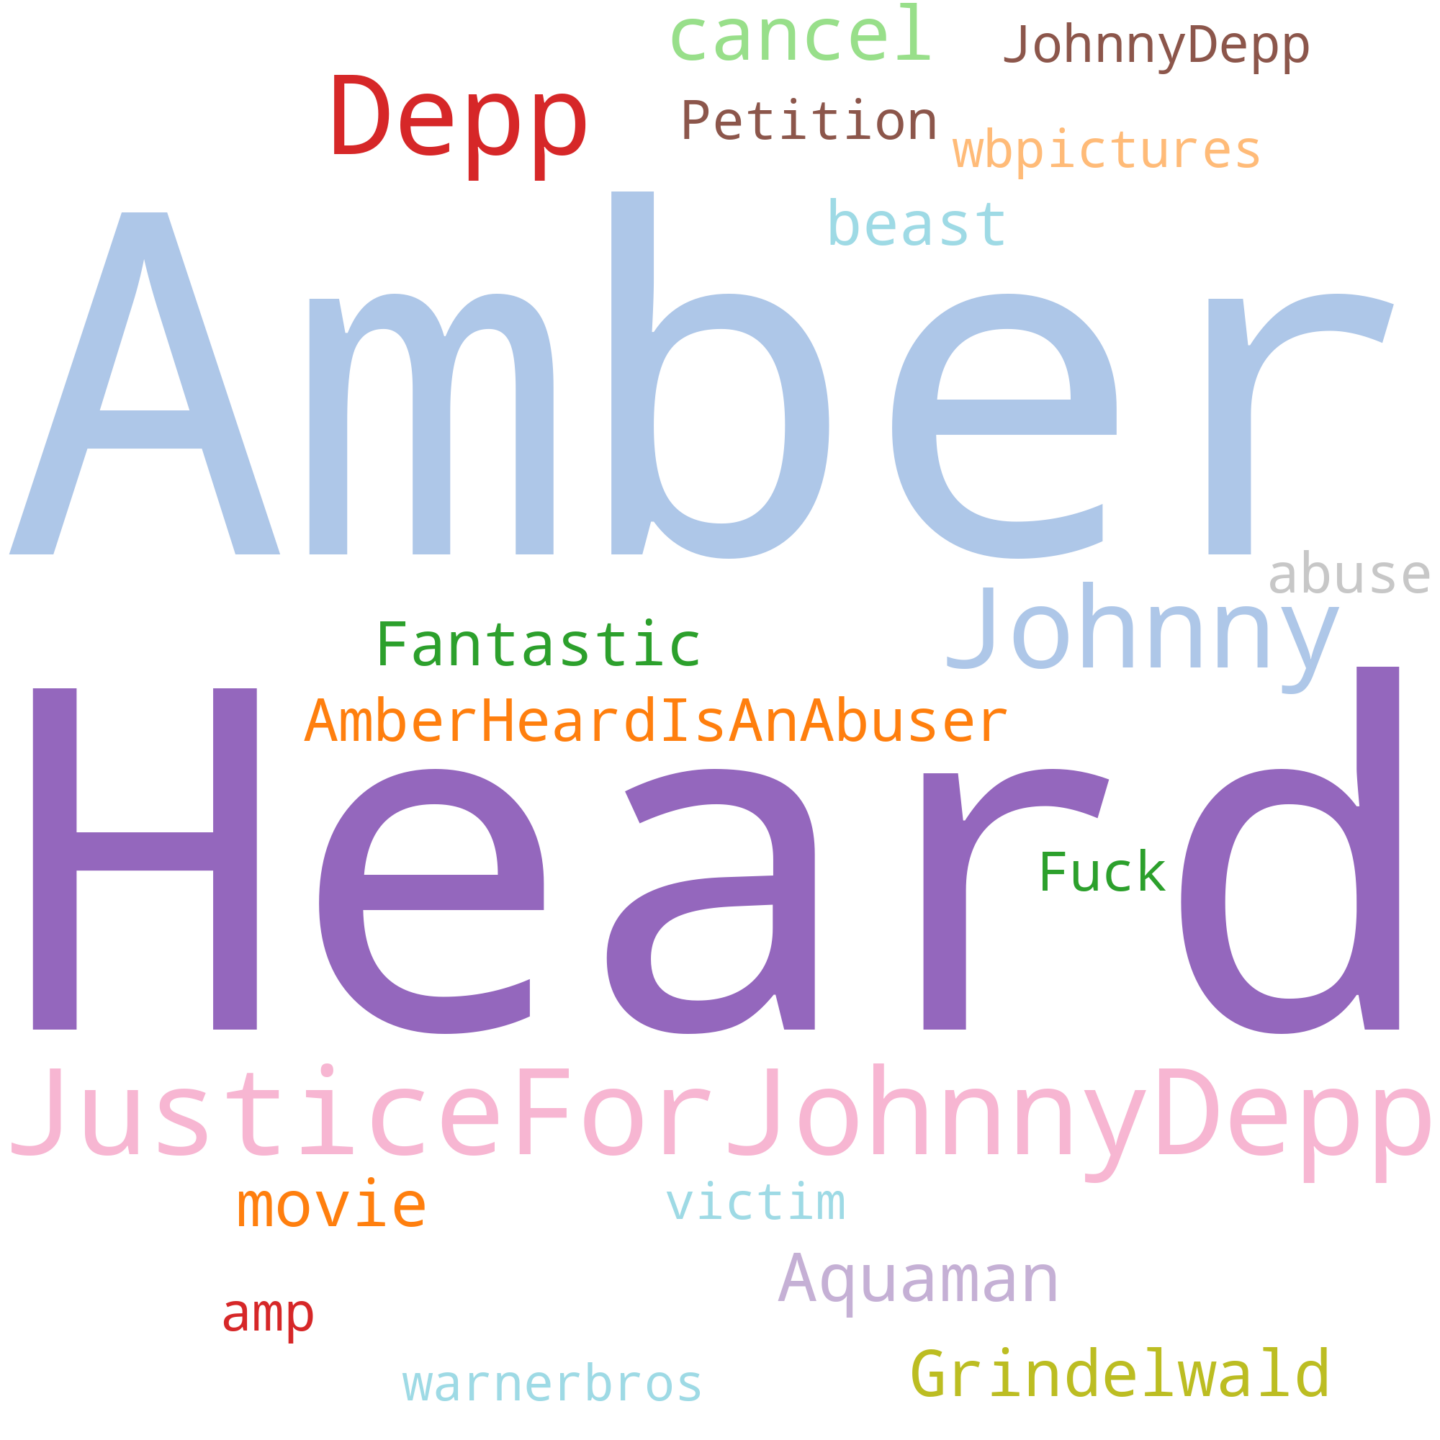 cancel
JohnnyDepp
Depp
Petition
wbpictures
beast
Amber
abuse
Johnny
Fantastic
AmberHeardIsAnAbuser
Heard
Fuck
JusticeForJohnnyDepp
movie
victim
Aquaman
amp
warnerbros
Grindelwald